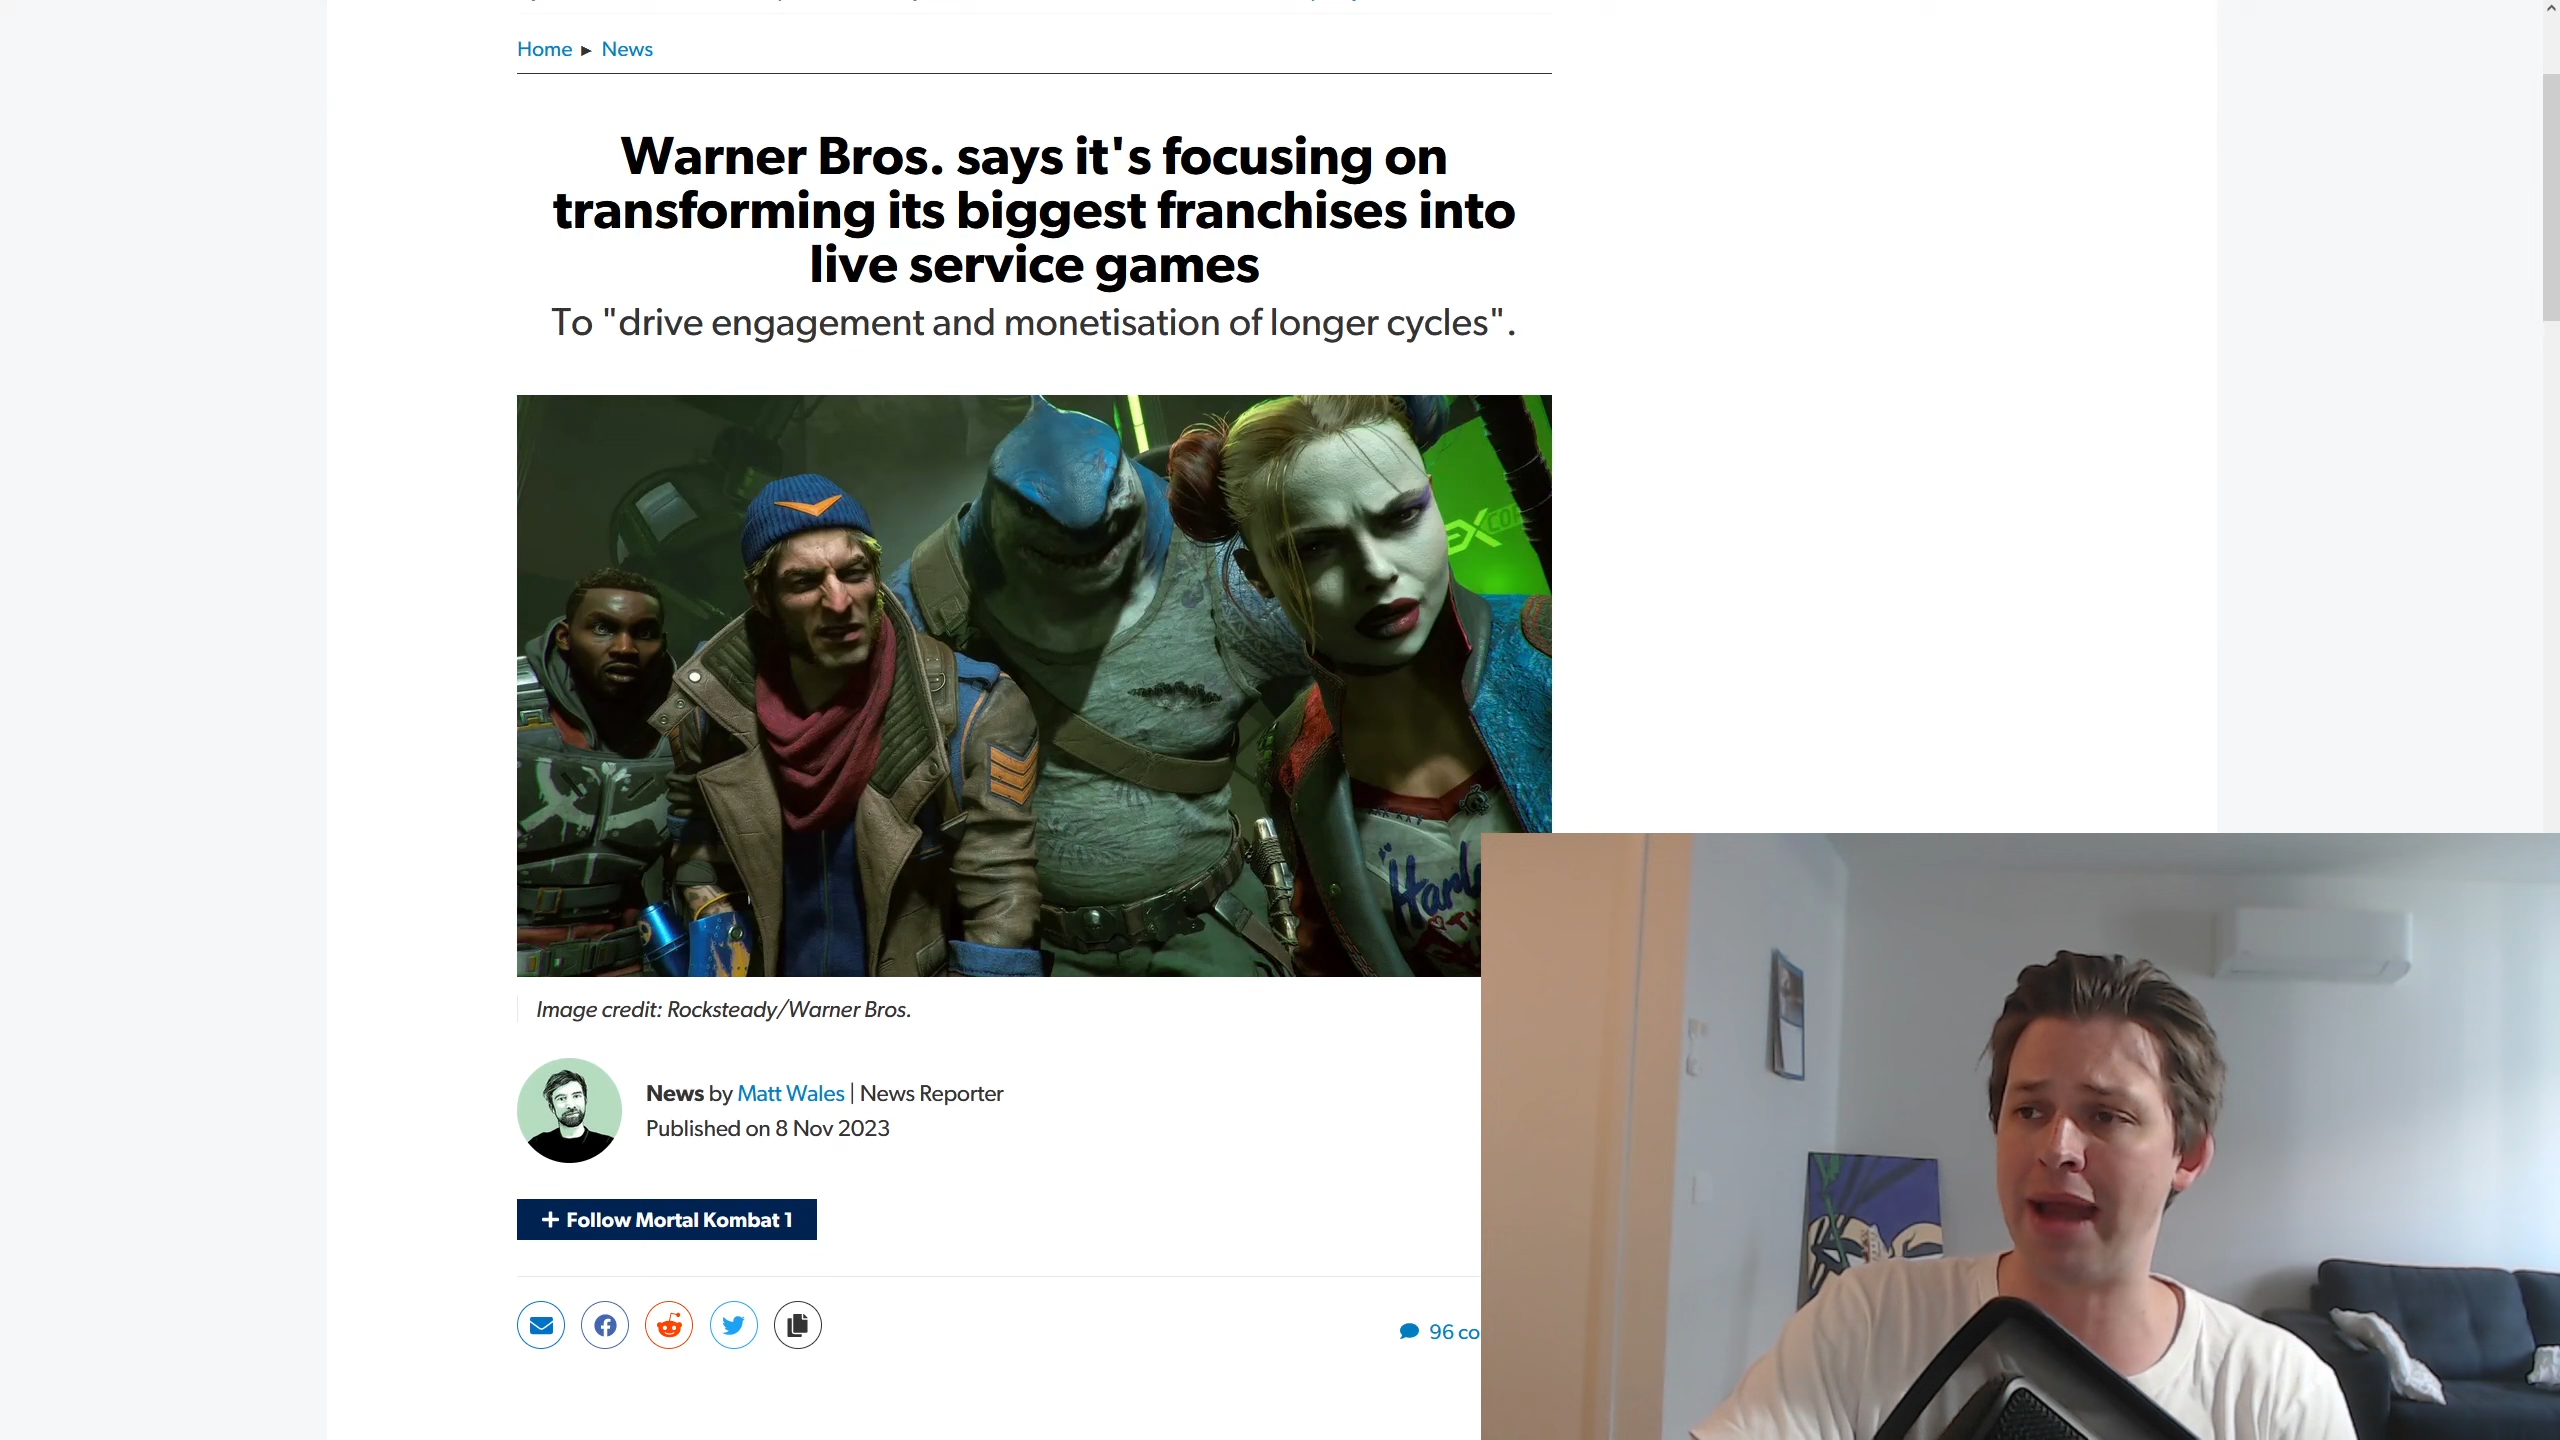 Home ▸ News
Warner Bros. says it's focusing on
transforming its biggest franchises into
live service games
To "drive engagement and monetisation of longer cycles".
Image credit: Rocksteady/Warner Bros.
News by Matt Wales | News Reporter
Published on 8 Nov 2023
+ Follow Mortal Kombat 1
96 co